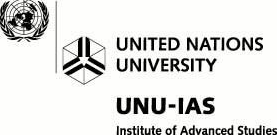 UNITED NATIONS
UNIVERSITY
UNU-IAS
Institute of Advanced Studies